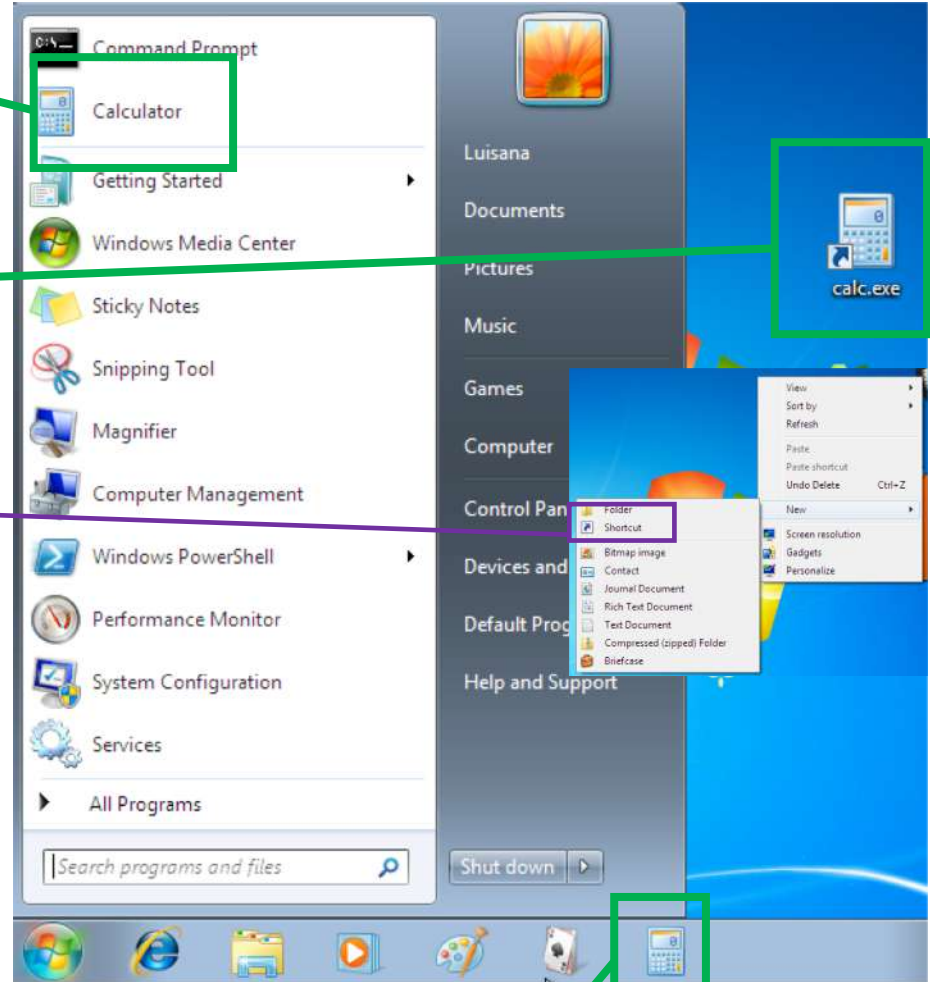 Command Prompt
Calculator
Getting Started
Windows Media Center
Sticky Notes
Snipping Tool
Magnifier
Computer Management
Windows PowerShell
Performance Monitor
System Configuration
Services
All Programs
Search programs and files
Luisana
Documents
Pictures
Music
Games
Computer
Control Pan
Devices and
Default Prog
Help and Support
Shut down
calc.exe
View
Sort by
Refresh
Paste
Paste shortcut
Undo Delete Ctrl+Z
New
Screen resolution
Gadgets
Personalize
Folder
Shortcut
Bitmap image
Contact
Journal Document
Rich Text Document
Text Document
Compressed (zipped) Folder
Briefcase